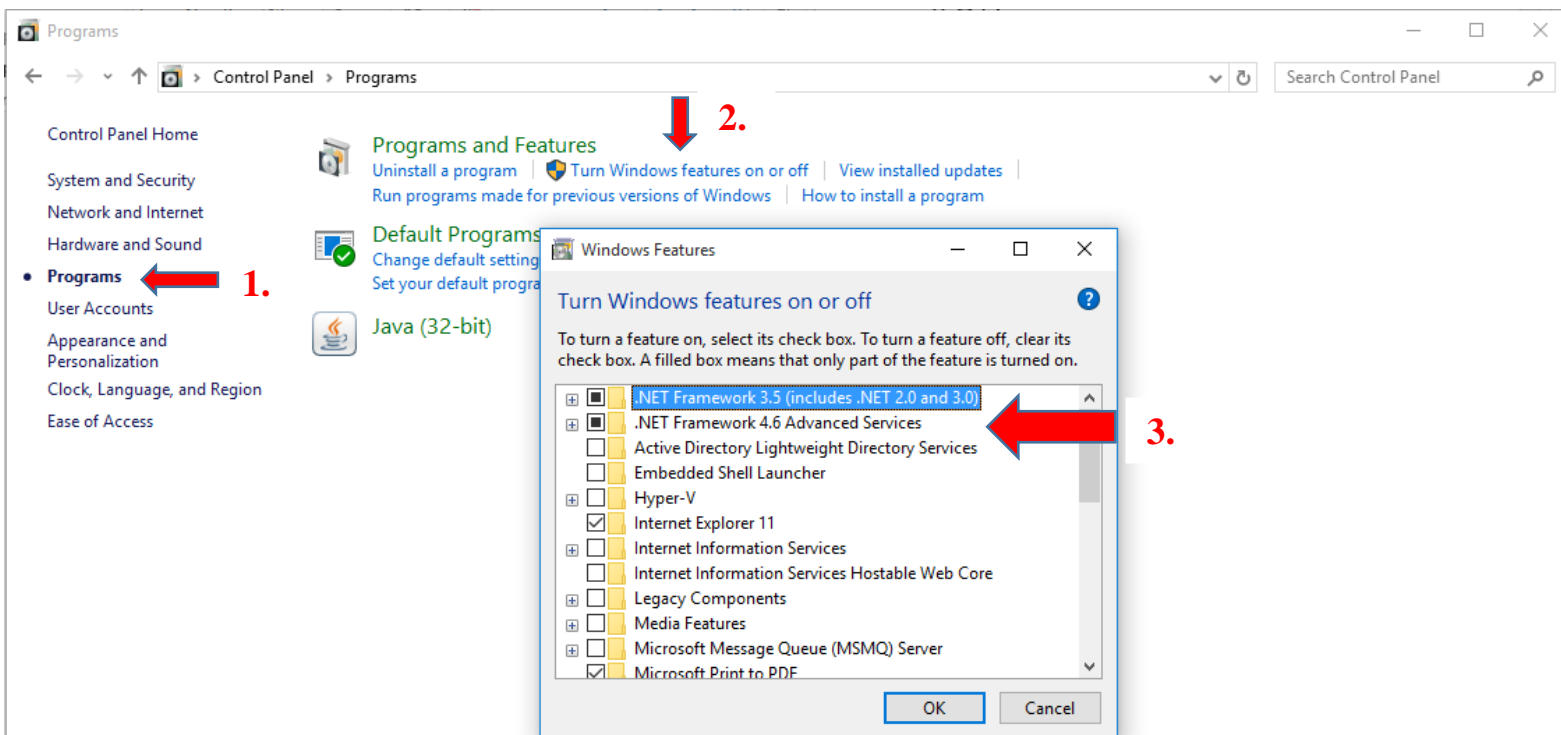 Programs
Control Panel > Programs
Search Control Panel
2.
Control Panel Home
System and Security
Network and Internet
Hardware and Sound
Programs
1.
User Accounts
Appearance and
Personalization
Clock, Language, and Region
Ease of Access
Programs and Features
Uninstall a program
Turn Windows features on or off
View installed updates
Run programs made for previous versions of Windows
How to install a program
Default Programs
Change default setting
Set your default progra
Java (32-bit)
Windows Features
Turn Windows features on or off
To turn a feature on, select its check box. To turn a feature off, clear its
check box. A filled box means that only part of the feature is turned on.
.NET Framework 3.5 (includes .NET 2.0 and 3.0)
.NET Framework 4.6 Advanced Services
3.
Active Directory Lightweight Directory Services
Embedded Shell Launcher
Hyper-V
Internet Explorer 11
Internet Information Services
Internet Information Services Hostable Web Core
Legacy Components
Media Features
Microsoft Message Queue (MSMQ) Server
Microsoft Print to PDF
OK
Cancel